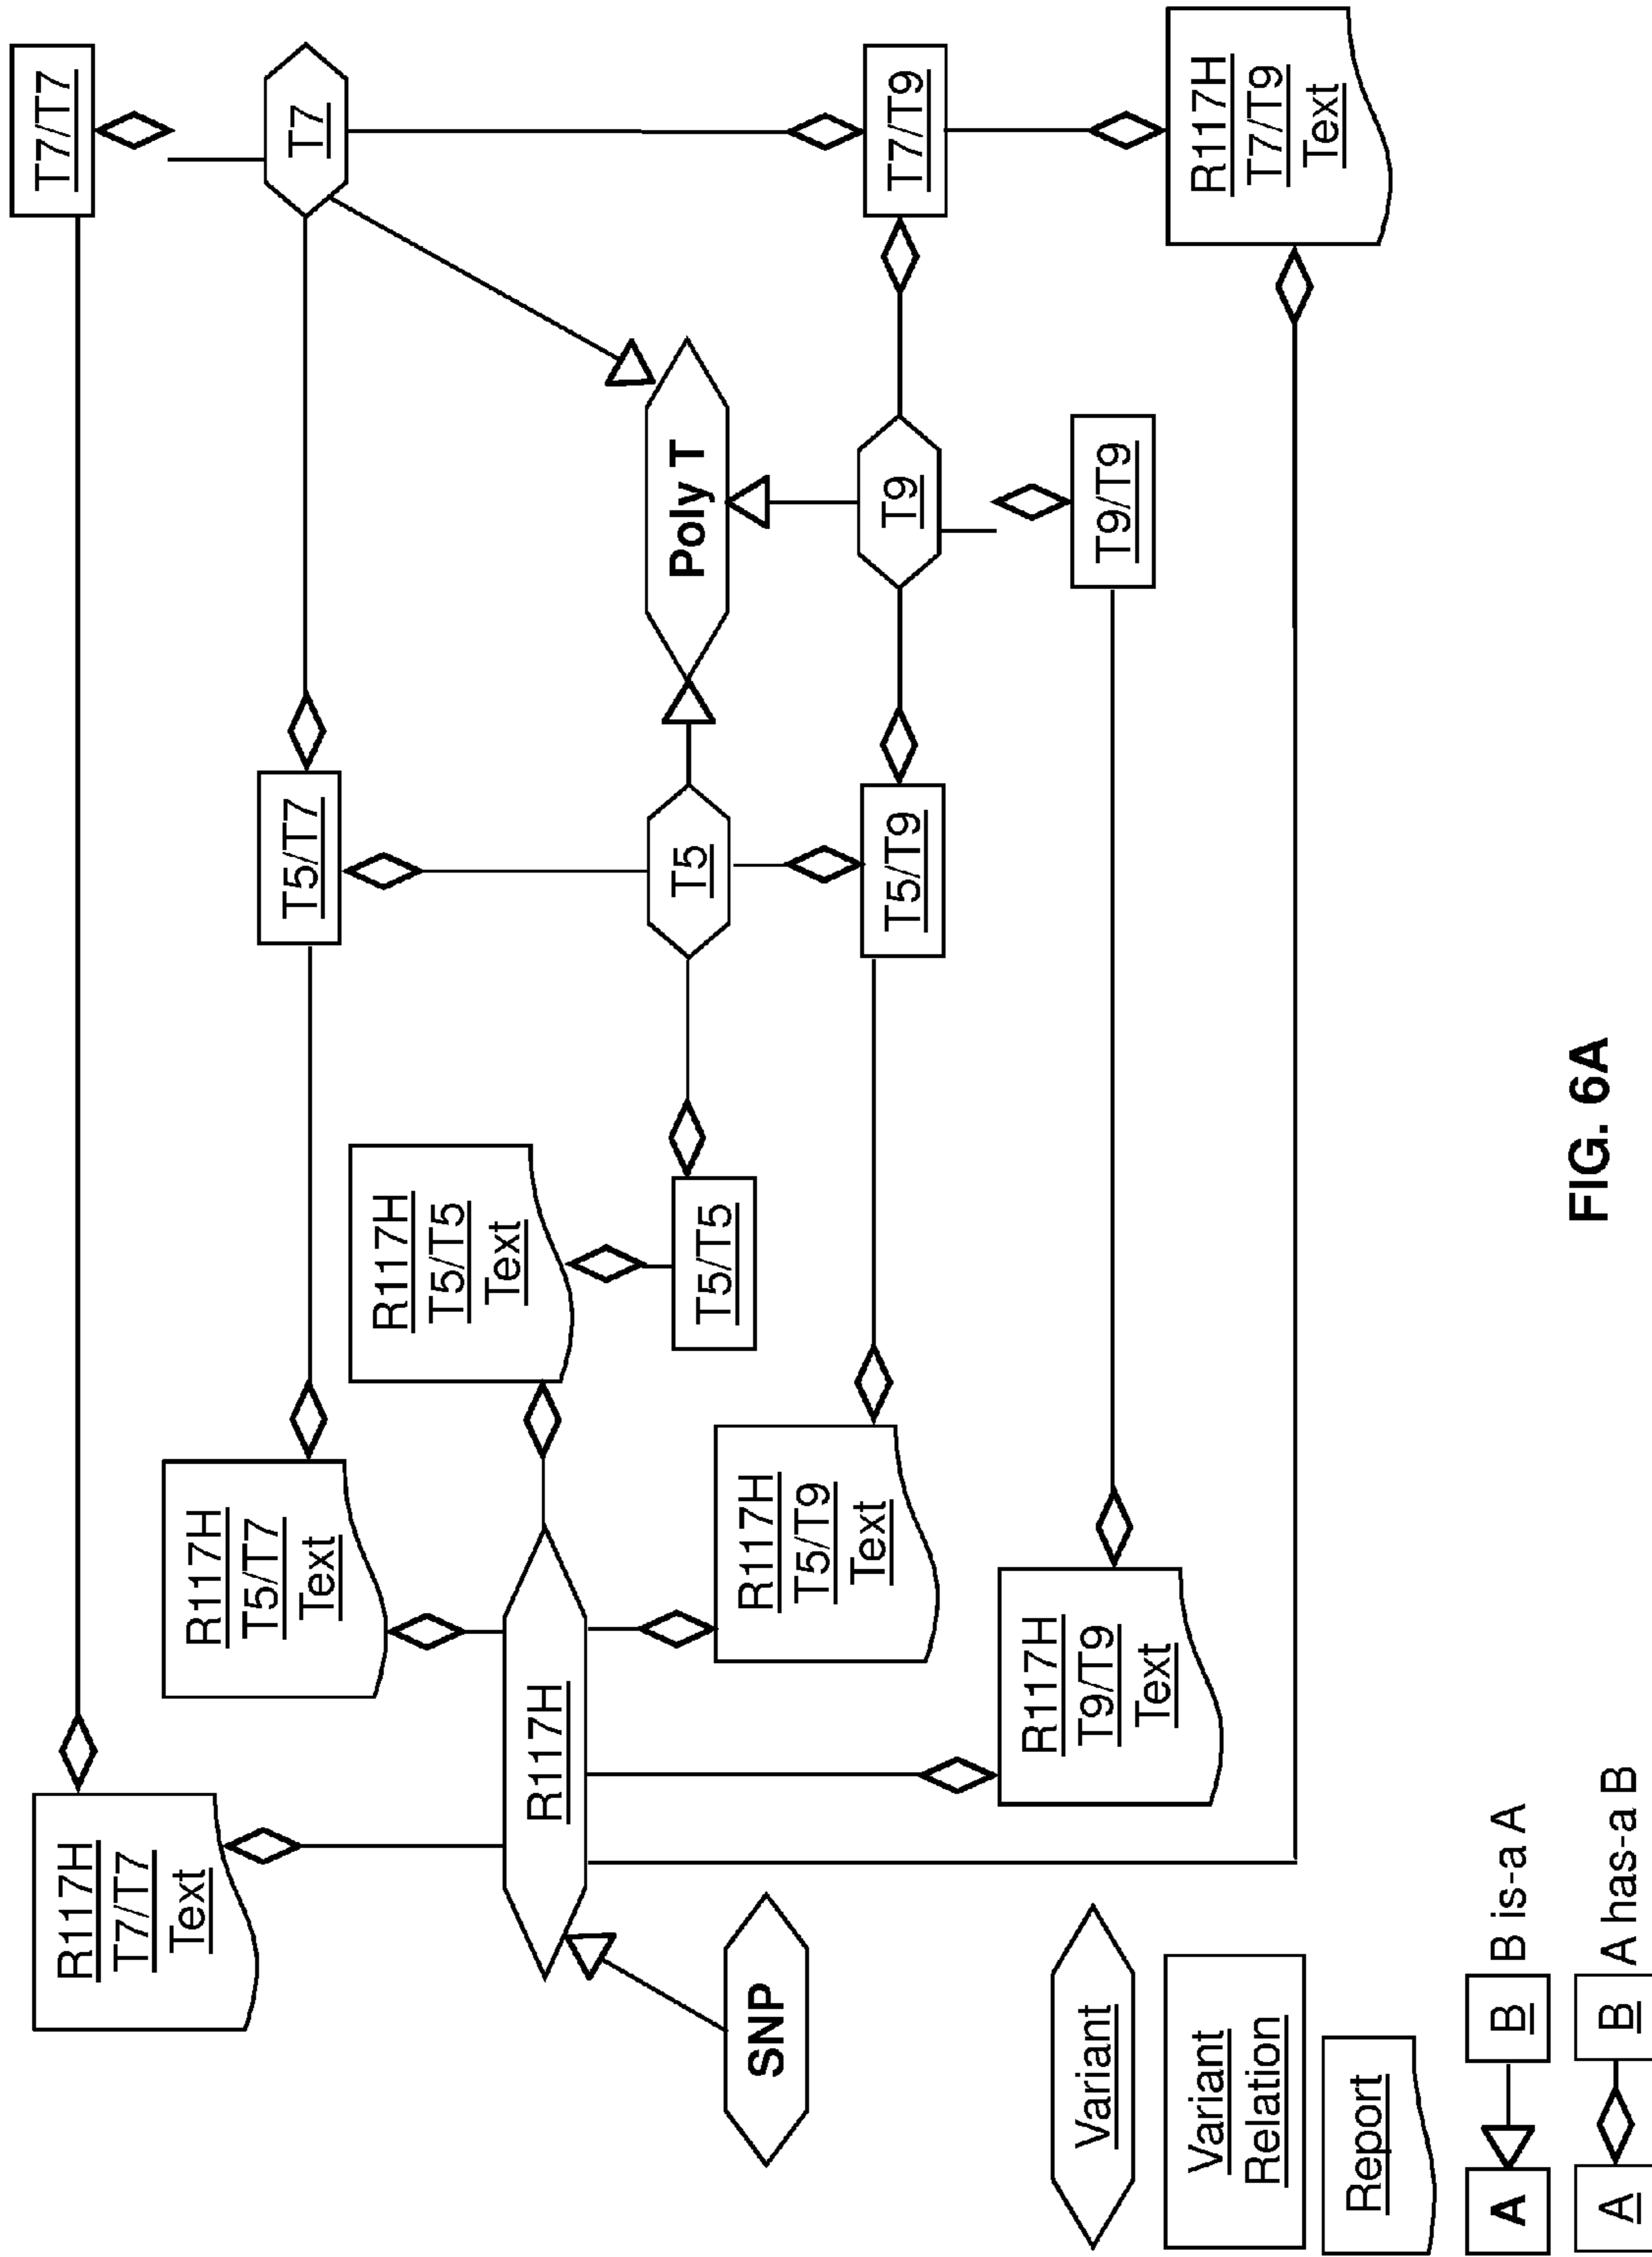 R117H
T7/T7
Text
T7/T7
R117H
T5/T7
Text
T5/T7
T7
R117H
T5/T5
Text
R117H
T5/T5
T5
Poly T
SNP
R117H
T5/T9
Text
T5/T9
T9
T7/T9
R117H
T9/T9
Text
T9/T9
R117H
T7/T9
Text
Variant
Variant
Relation
Report
A
B
B is-a A
A
B
A has-a B
FIG. 6A